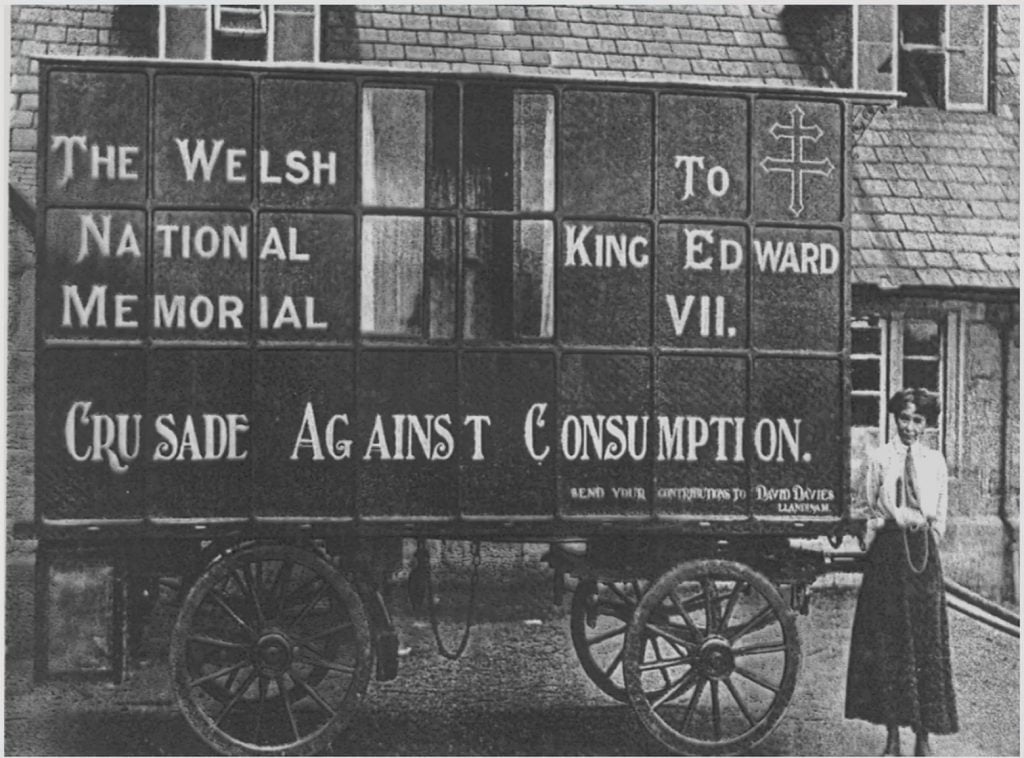 The Welsh
National
Memorial
To
King Edward
VII.
Crusade Against Consumption.
Send your contributions to David Davies
Llandinam.